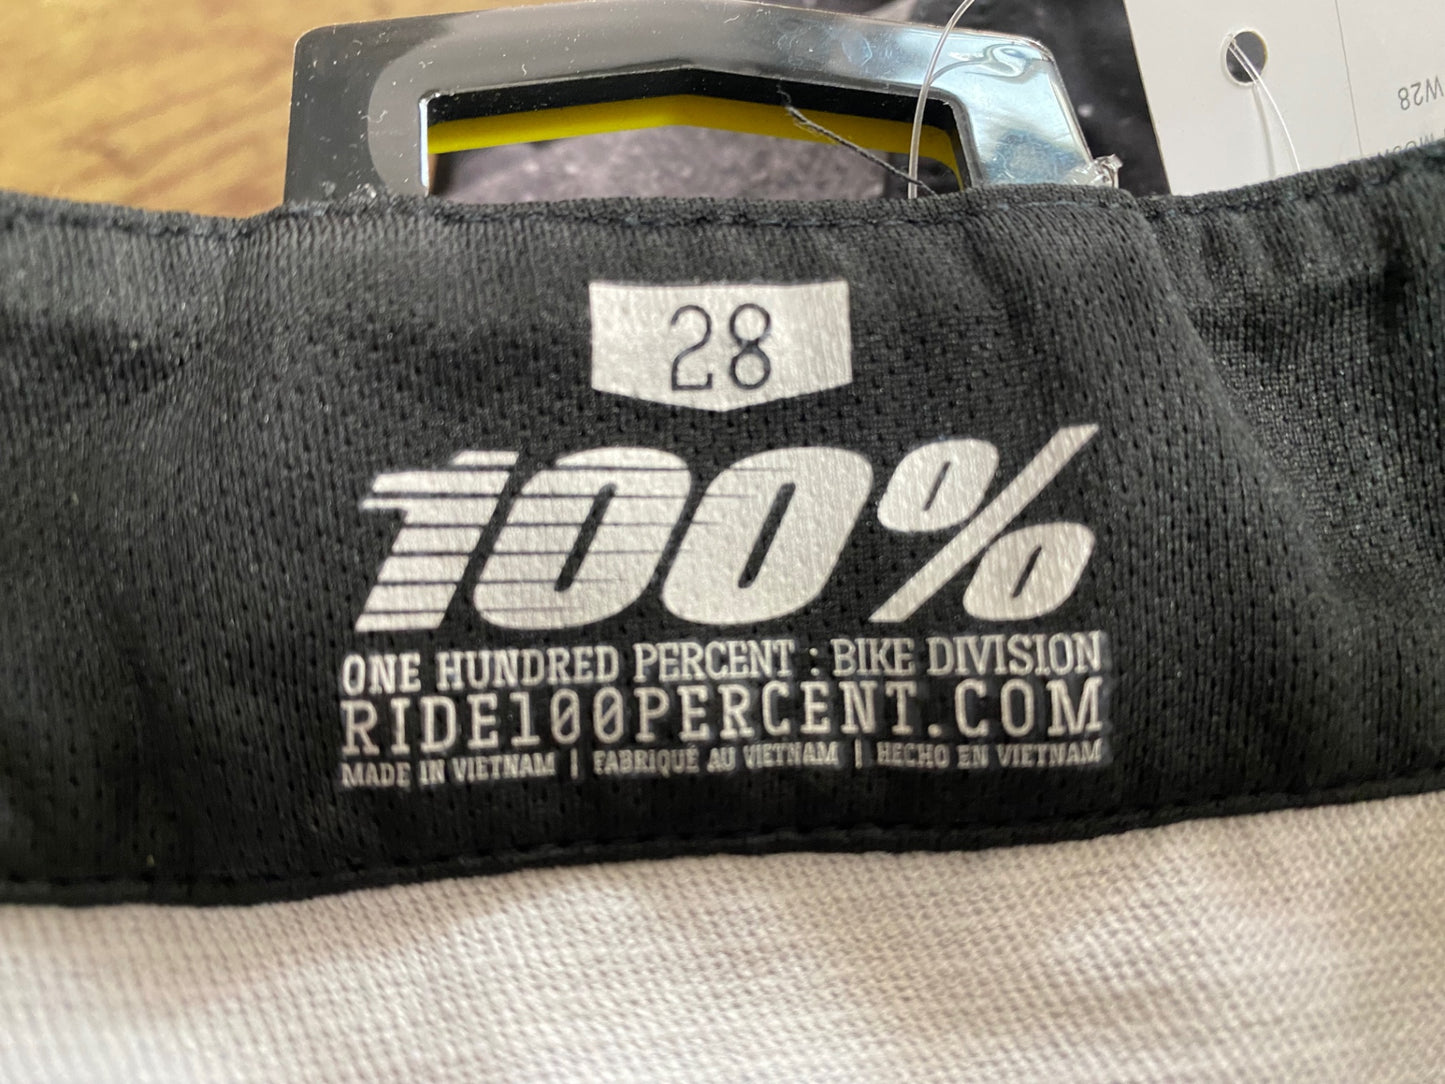 W28
28
100%
ONE HUNDRED PERCENT : BIKE DIVISION
RIDE100PERCENT.COM
MADE IN VIETNAM | FABRIQUÉ AU VIETNAM | HECHO EN VIETNAM